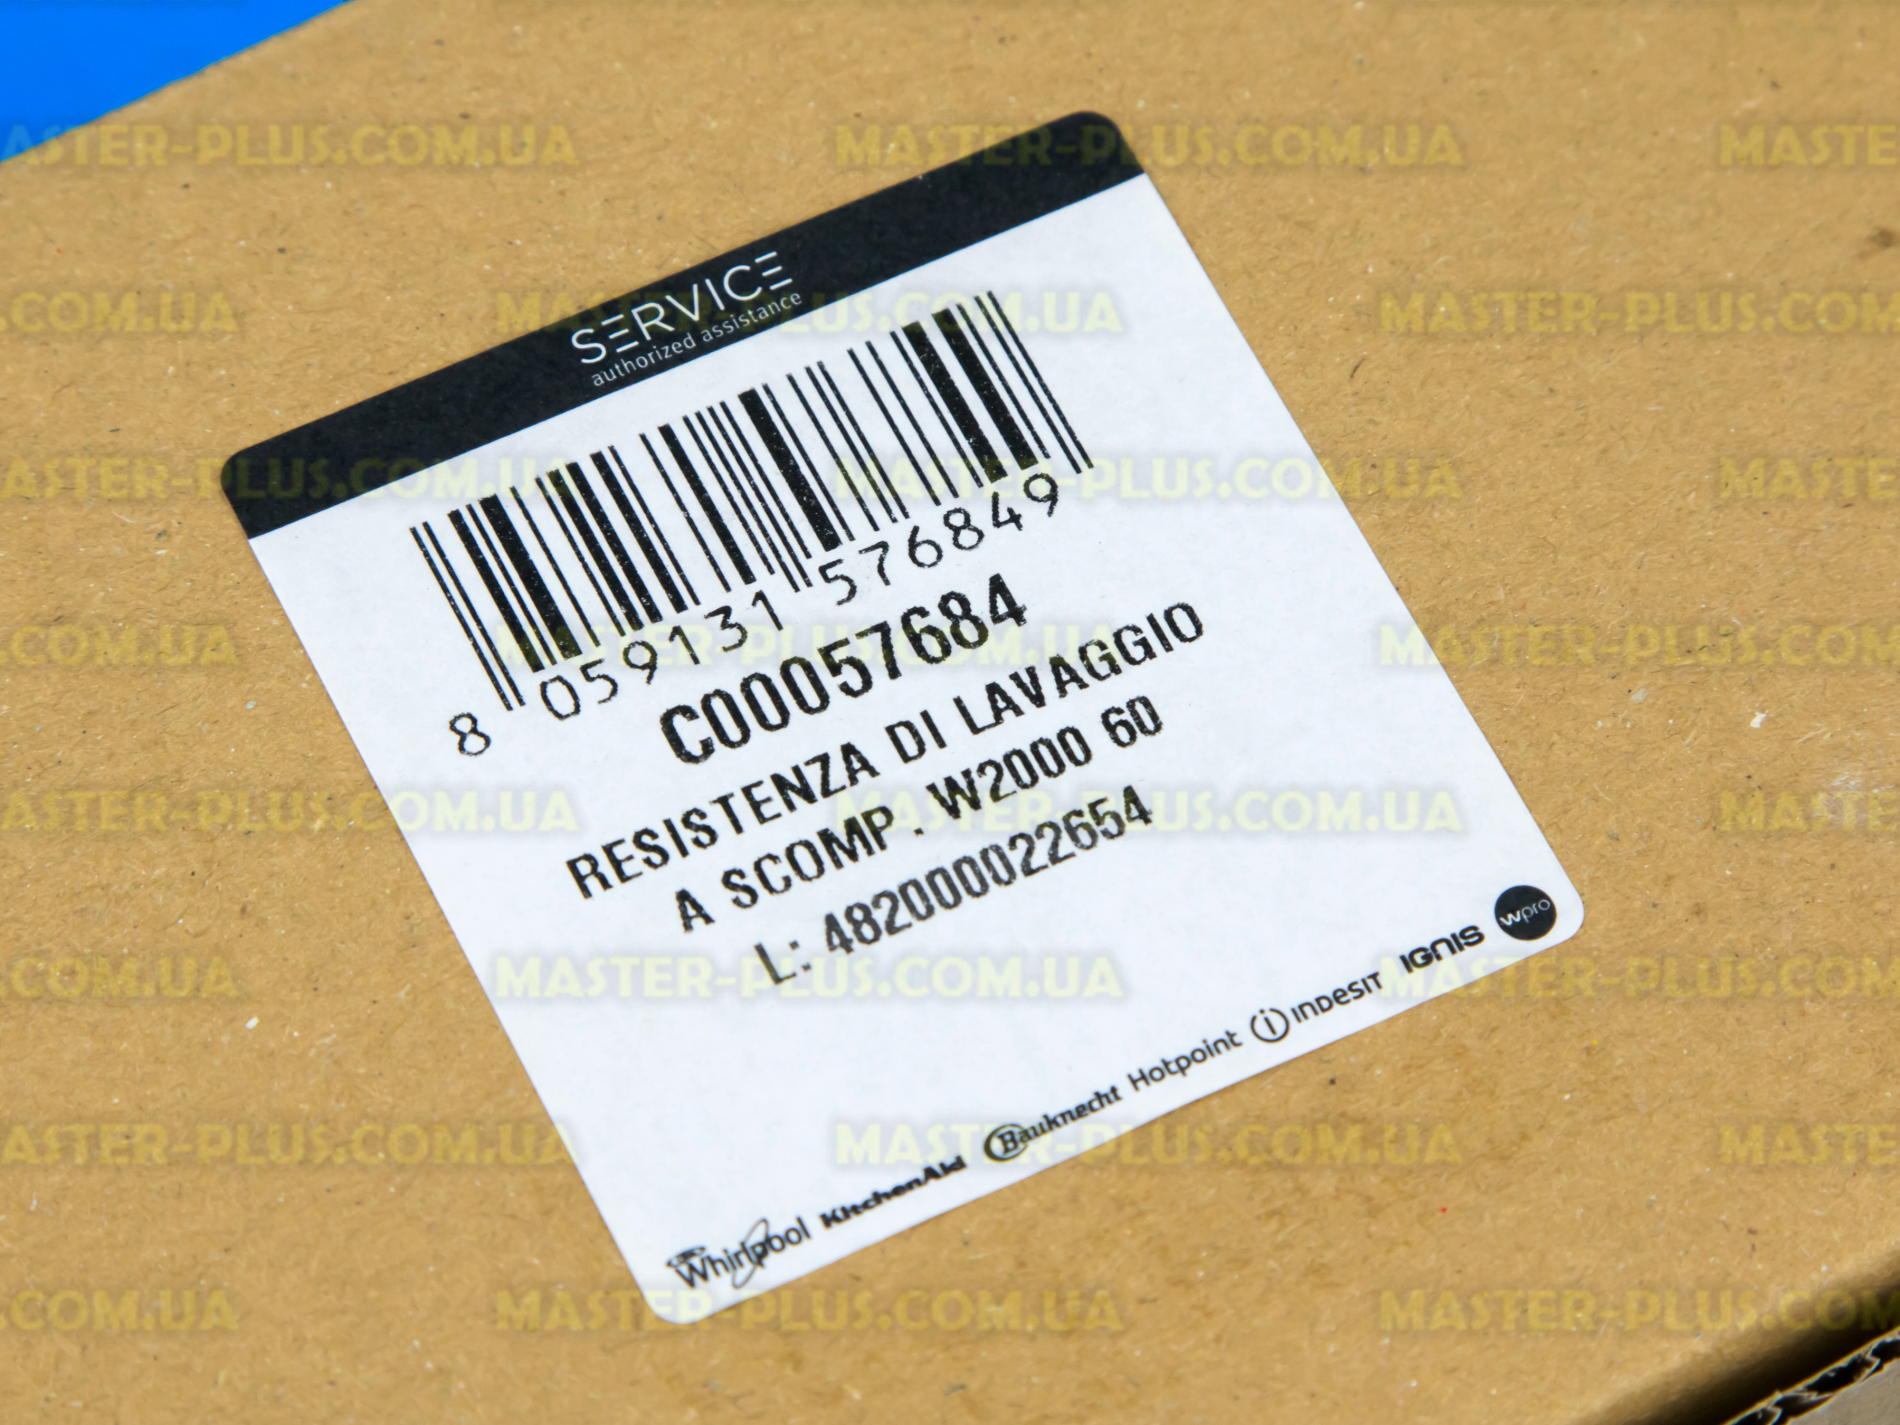 SERVICE
authorized assistance
8 059131 576849
C00057684
RESISTENZA DI LAVAGGIO
A SCOMP. W2000 60
L: 482000022654
Whirlpool KitchenAid Bauknecht Hotpoint i INDESIT IGNIS wpro
MASTER-PLUS.COM.UA